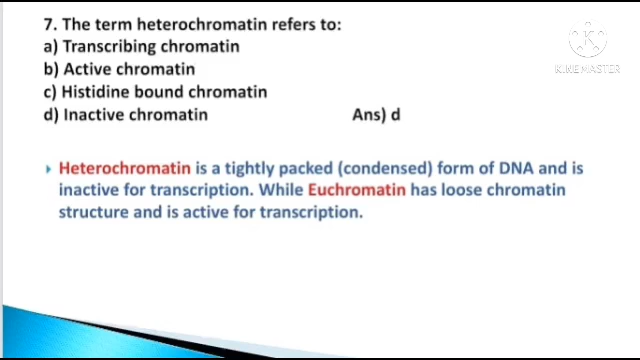 7. The term heterochromatin refers to:
a) Transcribing chromatin
b) Active chromatin
c) Histidine bound chromatin
d) Inactive chromatin Ans) d
Heterochromatin is a tightly packed (condensed) form of DNA and is
inactive for transcription. While Euchromatin has loose chromatin
structure and is active for transcription.
K
KINEMASTER